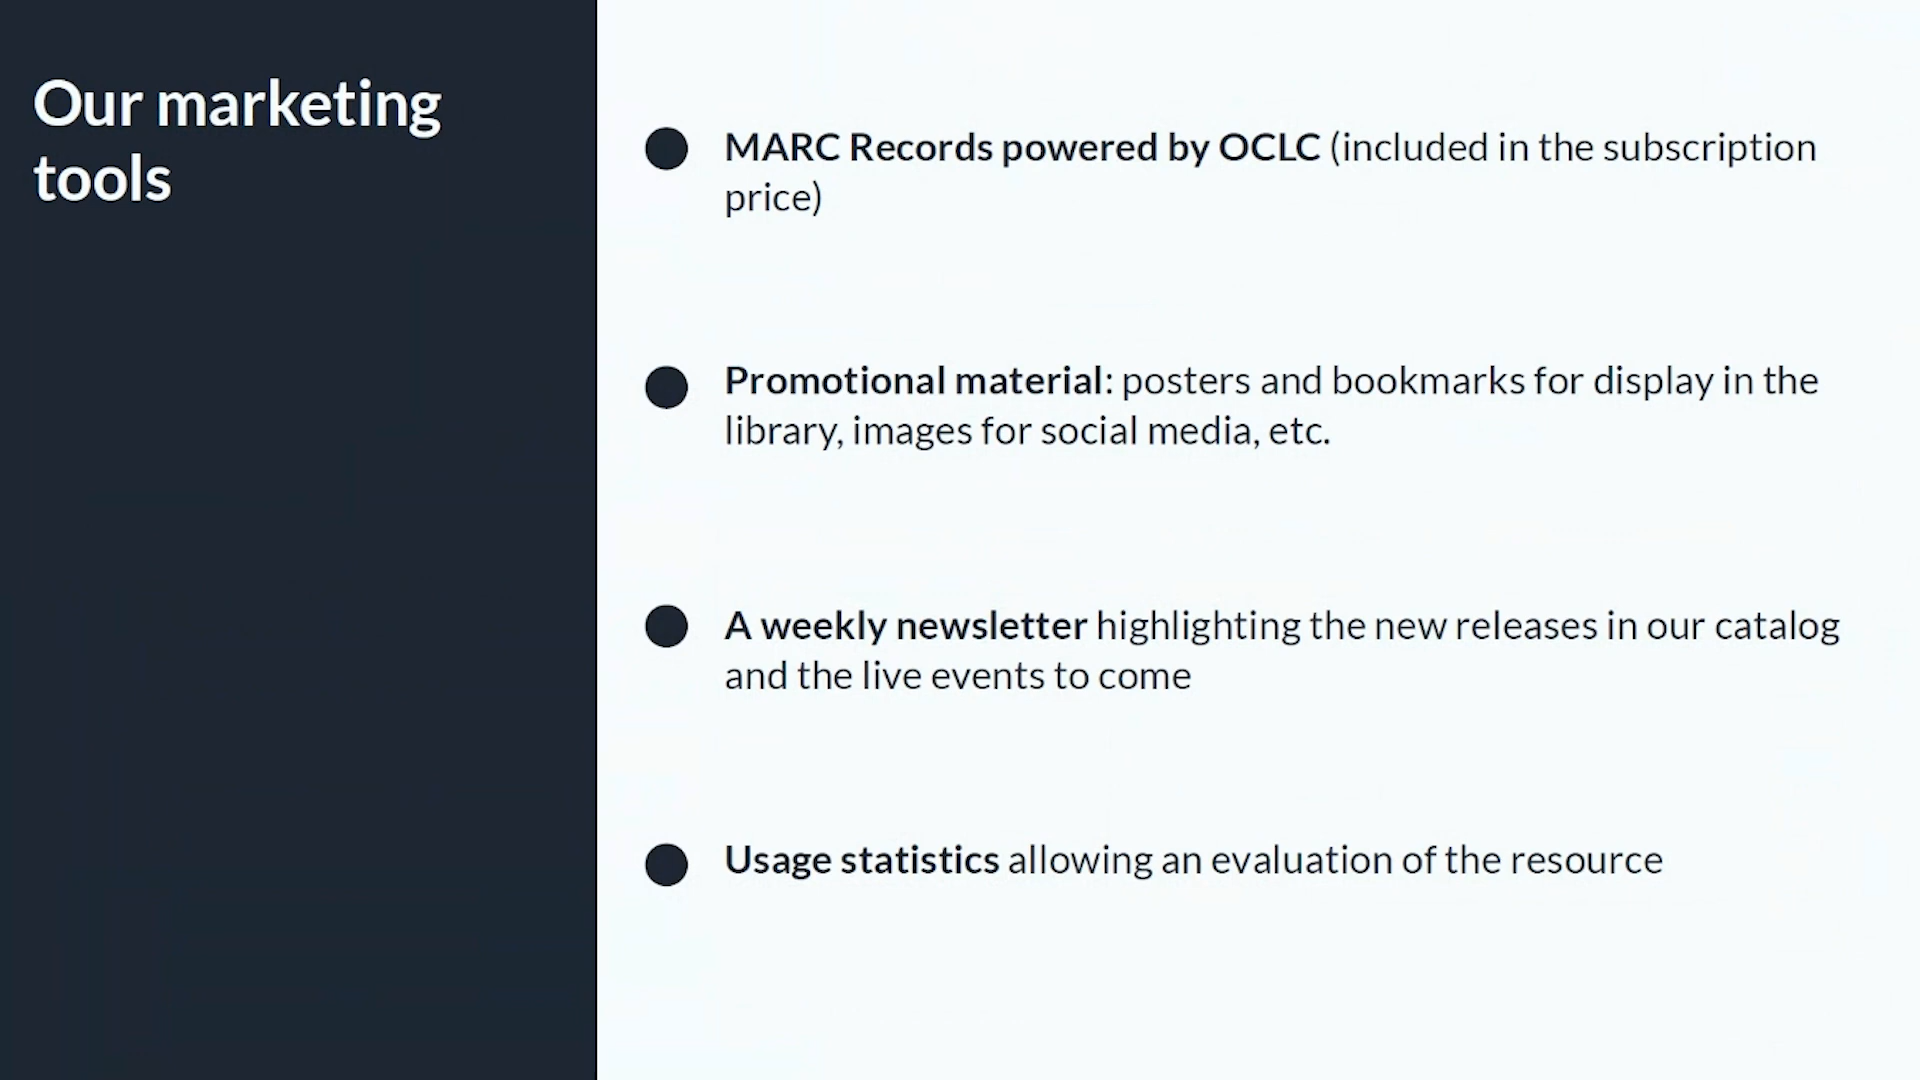 Our marketing
tools
MARC Records powered by OCLC (included in the subscription
price)
Promotional material: posters and bookmarks for display in the
library, images for social media, etc.
A weekly newsletter highlighting the new releases in our catalog
and the live events to come
Usage statistics allowing an evaluation of the resource